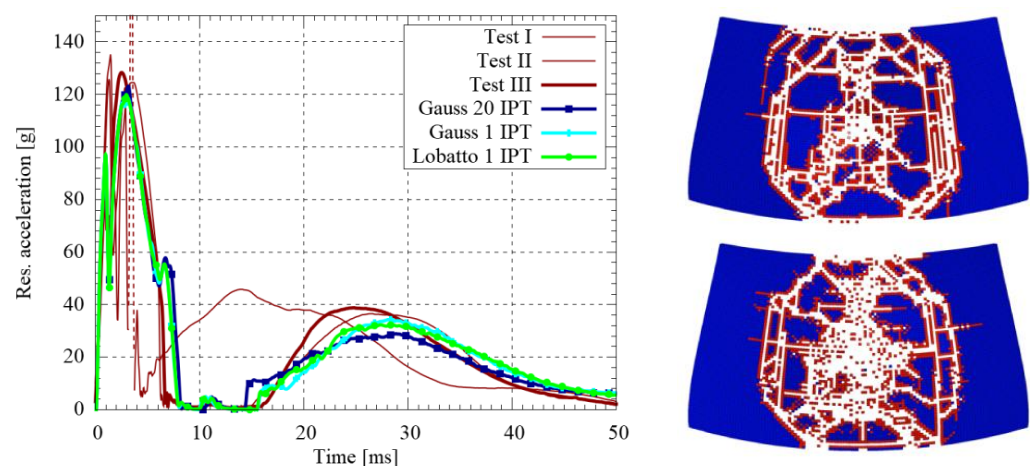 140
120
100
80
60
40
20
0
Res. acceleration [g]
Test I
Test II
Test III
Gauss 20 IPT
Gauss 1 IPT
Lobatto 1 IPT
0 10 20 30 40 50
Time [ms]